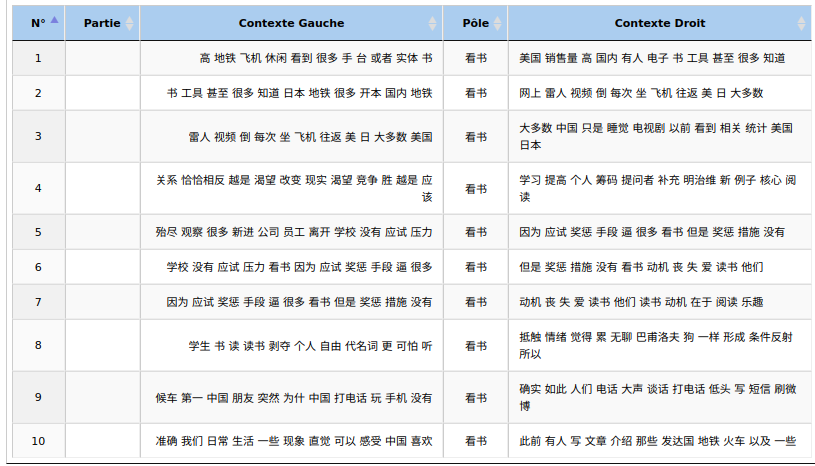 N° Partie Contexte Gauche Pôle Contexte Droit
1 高 地铁 飞机 休闲 看到 很多 手 台 或者 实体 书 看书 美国 销售量 高 国内 有人 电子 书 工具 甚至 很多 知道
2 书 工具 甚至 很多 知道 日本 地铁 很多 开本 国内 地铁 看书 网上 雷人 视频 倒 每次 坐 飞机 往返 美 日 大多数
3 雷人 视频 倒 每次 坐 飞机 往返 美 日 大多数 美国 看书 大多数 中国 只是 睡觉 电视剧 以前 看到 相关 统计 美国
日本
4 关系 恰恰相反 越是 渴望 改变 现实 渴望 竞争 胜 越是 应
该 看书 学习 提高 个人 筹码 提问者 补充 明治维 新 例子 核心 阅
读
5 殆尽 观察 很多 新进 公司 员工 离开 学校 没有 应试 压力 看书 因为 应试 奖惩 手段 逼 很多 看书 但是 奖惩 措施 没有
6 学校 没有 应试 压力 看书 因为 应试 奖惩 手段 逼 很多 看书 但是 奖惩 措施 没有 看书 动机 丧 失 爱 读书 他们
7 因为 应试 奖惩 手段 逼 很多 看书 但是 奖惩 措施 没有 看书 动机 丧 失 爱 读书 他们 读书 动机 在于 阅读 乐趣
8 学生 书 读 读书 剥夺 个人 自由 代名词 更 可怕 听 看书 抵触 情绪 觉得 累 无聊 巴甫洛夫 狗 一样 形成 条件反射
所以
9 候车 第一 中国 朋友 突然 为什 中国 打电话 玩 手机 没有 看书 确实 如此 人们 电话 大声 谈话 打电话 低头 写 短信 刷微
博
10 准确 我们 日常 生活 一些 现象 直觉 可以 感受 中国 喜欢 看书 此前 有人 写 文章 介绍 那些 发达国 地铁 火车 以及 一些